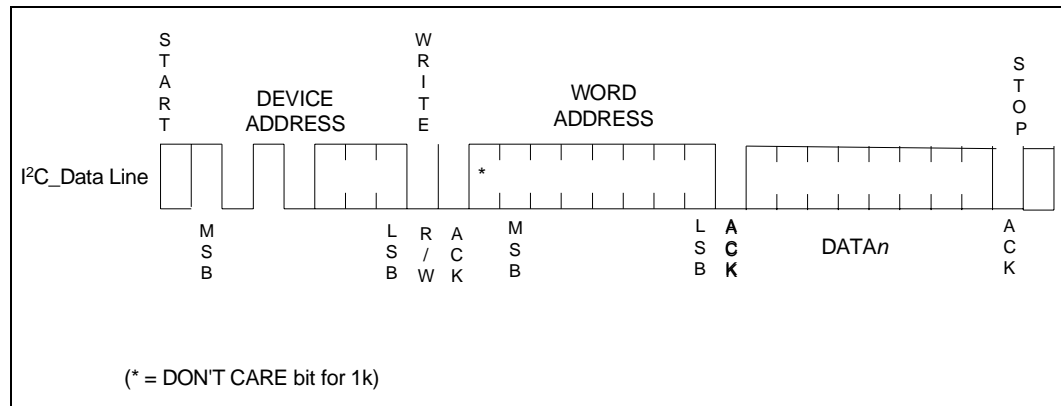 START
WRITE
STOP
DEVICE
ADDRESS
WORD
ADDRESS
I²C_Data Line
*
MSB
LSB
R/W
ACK
MSB
LSB
ACK
DATAn
ACK
(* = DON'T CARE bit for 1k)